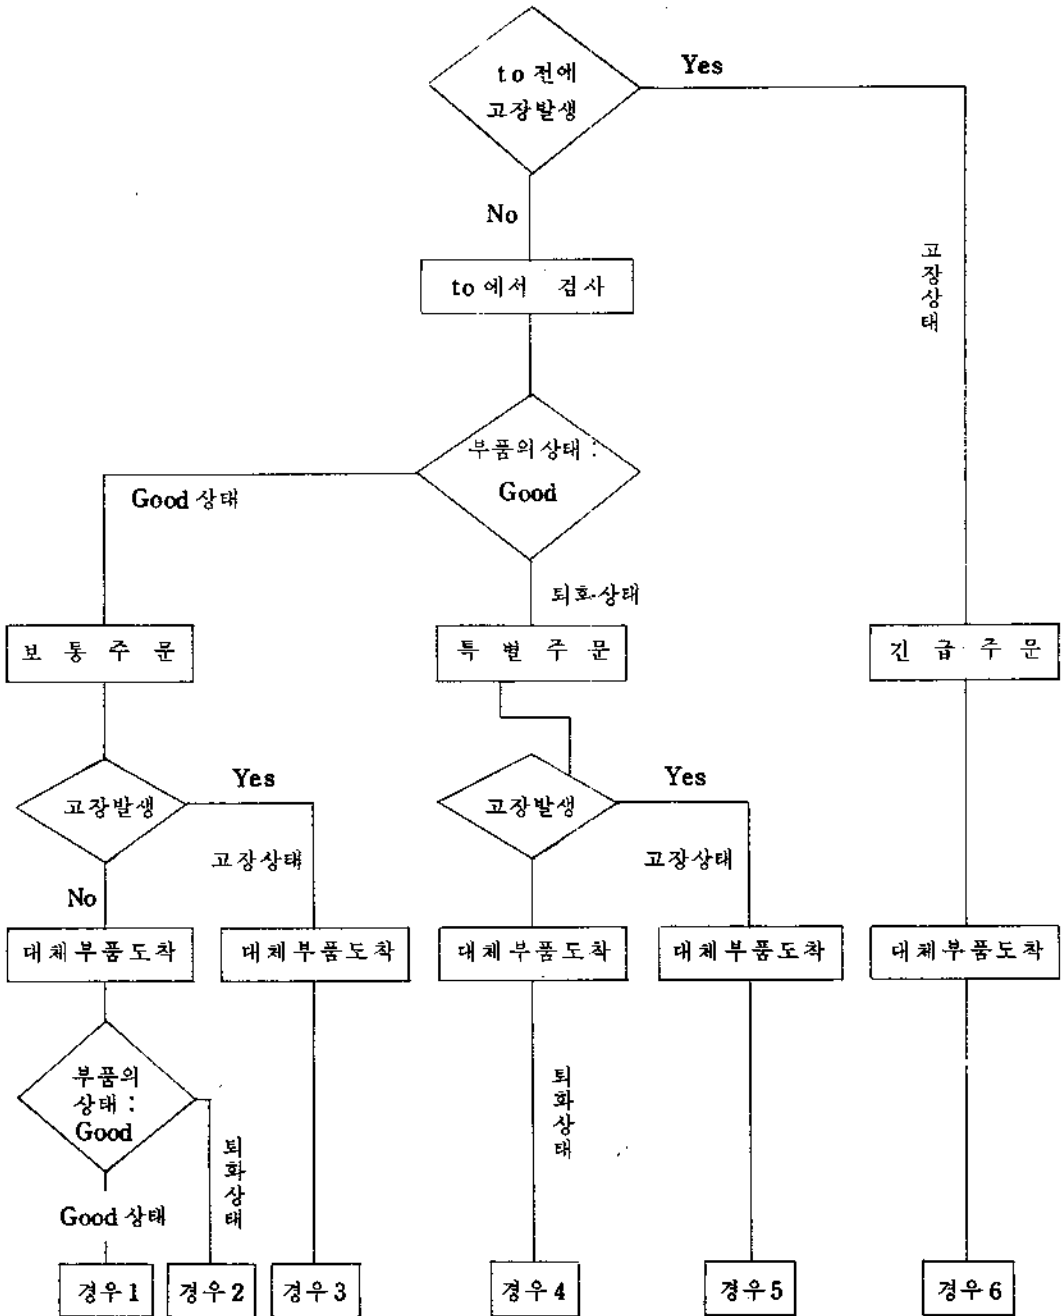 to 전에
고장발생
Yes
No
to 에서 검사
고장상태
부품의 상태 :
Good
Good 상태
퇴화상태
보 통 주 문
특 별 주 문
긴 급 주 문
고장발생
Yes
고장상태
No
고장발생
Yes
고장상태
대체부품도착
대체부품도착
대체부품도착
대체부품도착
대체부품도착
부품의
상태 :
Good
퇴화상태
Good 상태
퇴화상태
경우 1
경우 2
경우 3
경우 4
경우 5
경우 6